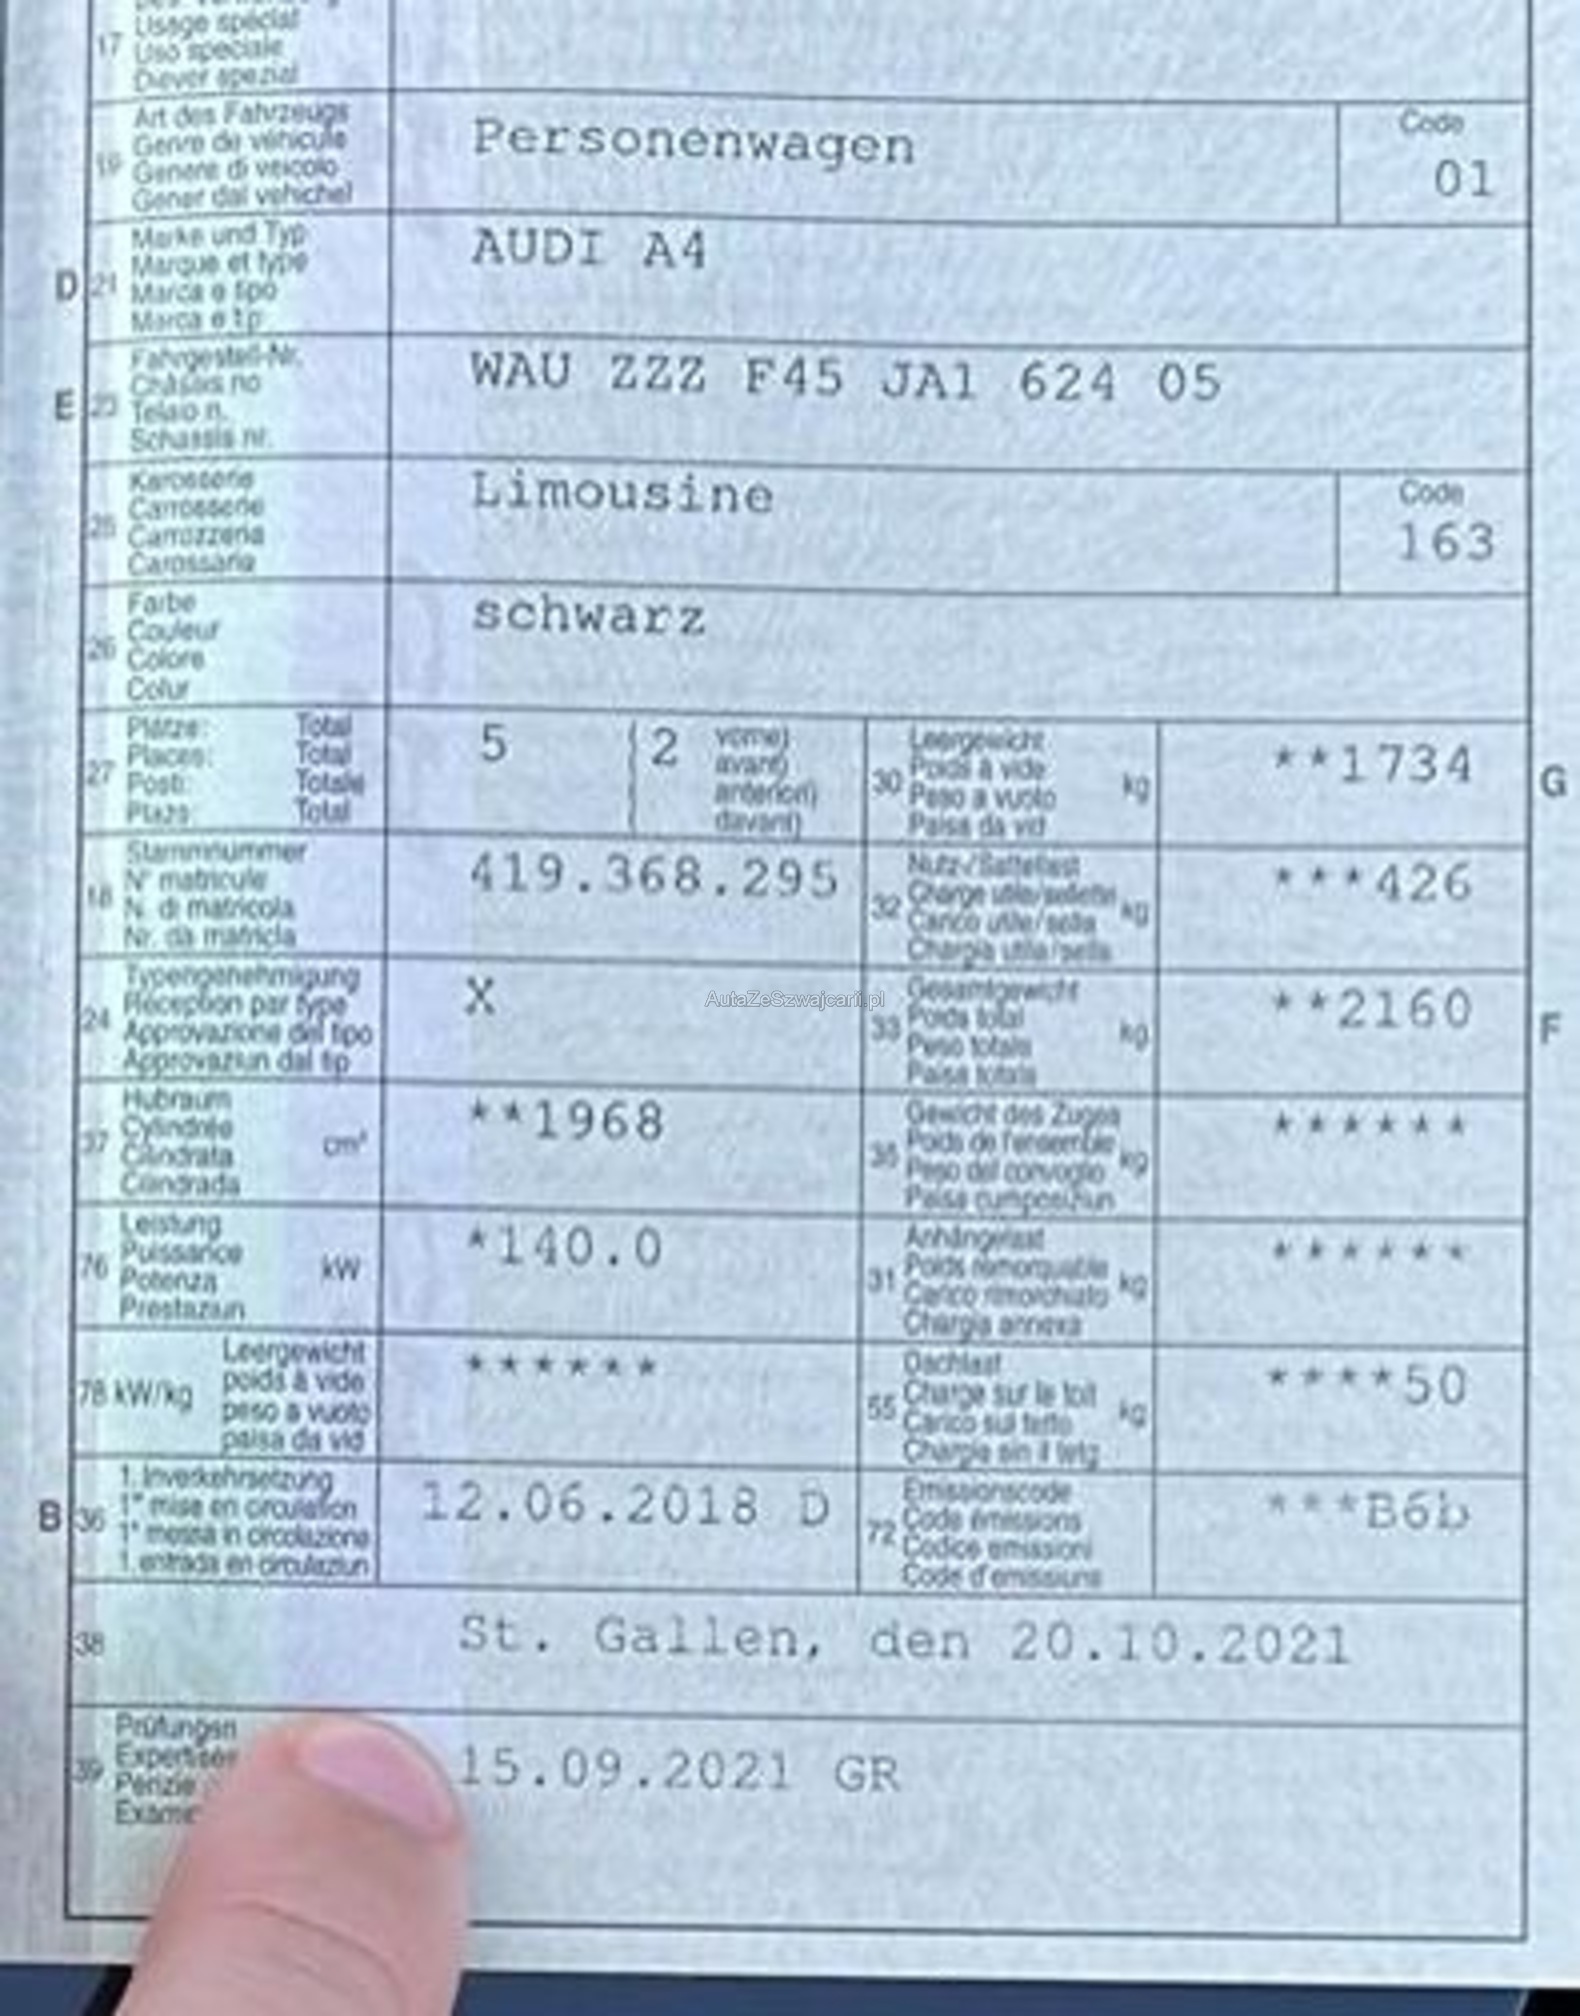 Usage spécial
17 Uso speciale
Diever spezial
Art des Fahrzeugs
Genre de véhicule
19 Genere di veicolo
Gener dal vehichel
Personenwagen
Code
01
Marke und Typ
Marque et type
D 21 Marca e tipo
Marca e tip
AUDI A4
Fahrgestell-Nr.
Châssis no
E 23 Telaio n.
Schassis nr.
WAU ZZZ F45 JA1 624 05
Karosserie
Carrosserie
25 Carrozzeria
Carossaria
Limousine
Code
163
Farbe
Couleur
26 Colore
Colur
schwarz
Plätze: Total
Places: Total
27 Posti: Totale
Plazs: Total
5 (2 vorne)
avant)
anteriori)
davant)
Leergewicht
Poids à vide
30 Peso a vuoto kg
Paisa da vid
**1734 G
Stammnummer
N° matricule
18 N. di matricola
Nr. da matricla
419.368.295
Nutz-/Sattellast
Charge utile/sellette
32 Carico utile/sella kg
Chargia utila/sella
***426
Typengenehmigung
Réception par type
24 Approvazione del tipo
Approvaziun dal tip
X
AutaZeSzwajcarii.pl
Gesamtgewicht
Poids total
33 Peso totale kg
Paisa totala
**2160 F
Hubraum
Cylindrée
37 Cilindrata cm³
Cilindrada
**1968
Gewicht des Zuges
Poids de l'ensemble
35 Peso del convoglio kg
Paisa cumposiziun
******
Leistung
Puissance
76 Potenza kW
Prestaziun
*140.0
Anhängelast
Poids remorquable
31 Carico rimorchiato kg
Chargia annexa
******
Leergewicht
78 kW/kg poids à vide
peso a vuoto
paisa da vid
******
Dachlast
55 Charge sur le toit
Carico sul tetto kg
Chargia sin il tetg
****50
1. Inverkehrsetzung
B 36 1re mise en circulation
1a messa in circolazione
1. entrada en circulaziun
12.06.2018 D
Emissionscode
72 Code émissions
Codice emissioni
Code d'emissiuns
***B6b
38 St. Gallen, den 20.10.2021
Prüfungen
Expertises
39
15.09.2021 GR